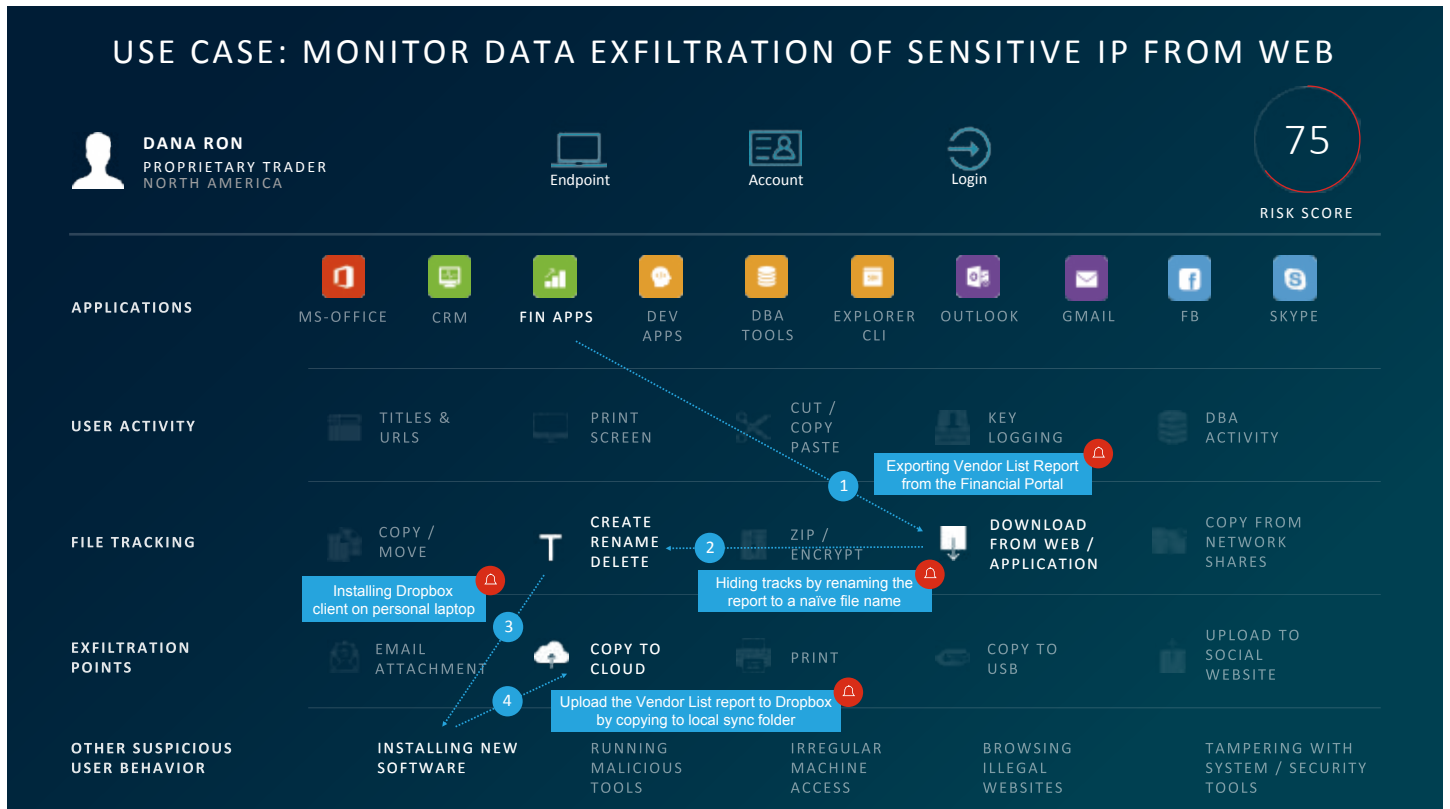 USE CASE: MONITOR DATA EXFILTRATION OF SENSITIVE IP FROM WEB
DANA RON
PROPRIETARY TRADER
NORTH AMERICA
Endpoint
Account
Login
75
RISK SCORE
APPLICATIONS
MS-OFFICE
CRM
FIN APPS
DEV
APPS
DBA
TOOLS
EXPLORER
CLI
OUTLOOK
GMAIL
FB
SKYPE
USER ACTIVITY
TITLES &
URLS
PRINT
SCREEN
CUT /
COPY
PASTE
KEY
LOGGING
DBA
ACTIVITY
Exporting Vendor List Report
from the Financial Portal
1
FILE TRACKING
COPY /
MOVE
CREATE
RENAME
DELETE
2
ZIP /
ENCRYPT
DOWNLOAD
FROM WEB /
APPLICATION
COPY FROM
NETWORK
SHARES
Installing Dropbox
client on personal laptop
Hiding tracks by renaming the
report to a naïve file name
3
EXFILTRATION
POINTS
EMAIL
ATTACHMENT
COPY TO
CLOUD
PRINT
COPY TO
USB
UPLOAD TO
SOCIAL
WEBSITE
4
Upload the Vendor List report to Dropbox
by copying to local sync folder
OTHER SUSPICIOUS
USER BEHAVIOR
INSTALLING NEW
SOFTWARE
RUNNING
MALICIOUS
TOOLS
IRREGULAR
MACHINE
ACCESS
BROWSING
ILLEGAL
WEBSITES
TAMPERING WITH
SYSTEM / SECURITY
TOOLS